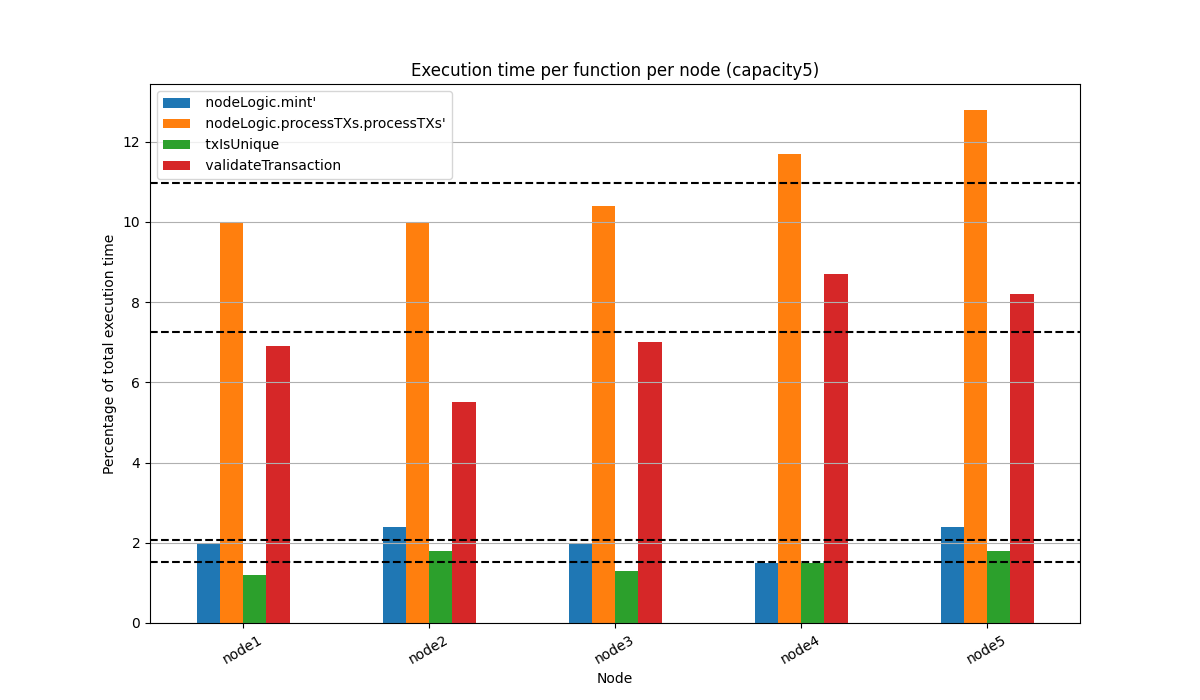 Execution time per function per node (capacity5)
nodeLogic.mint'
nodeLogic.processTXs.processTXs'
txIsUnique
validateTransaction
Percentage of total execution time
12
10
8
6
4
2
0
node1
node2
node3
node4
node5
Node